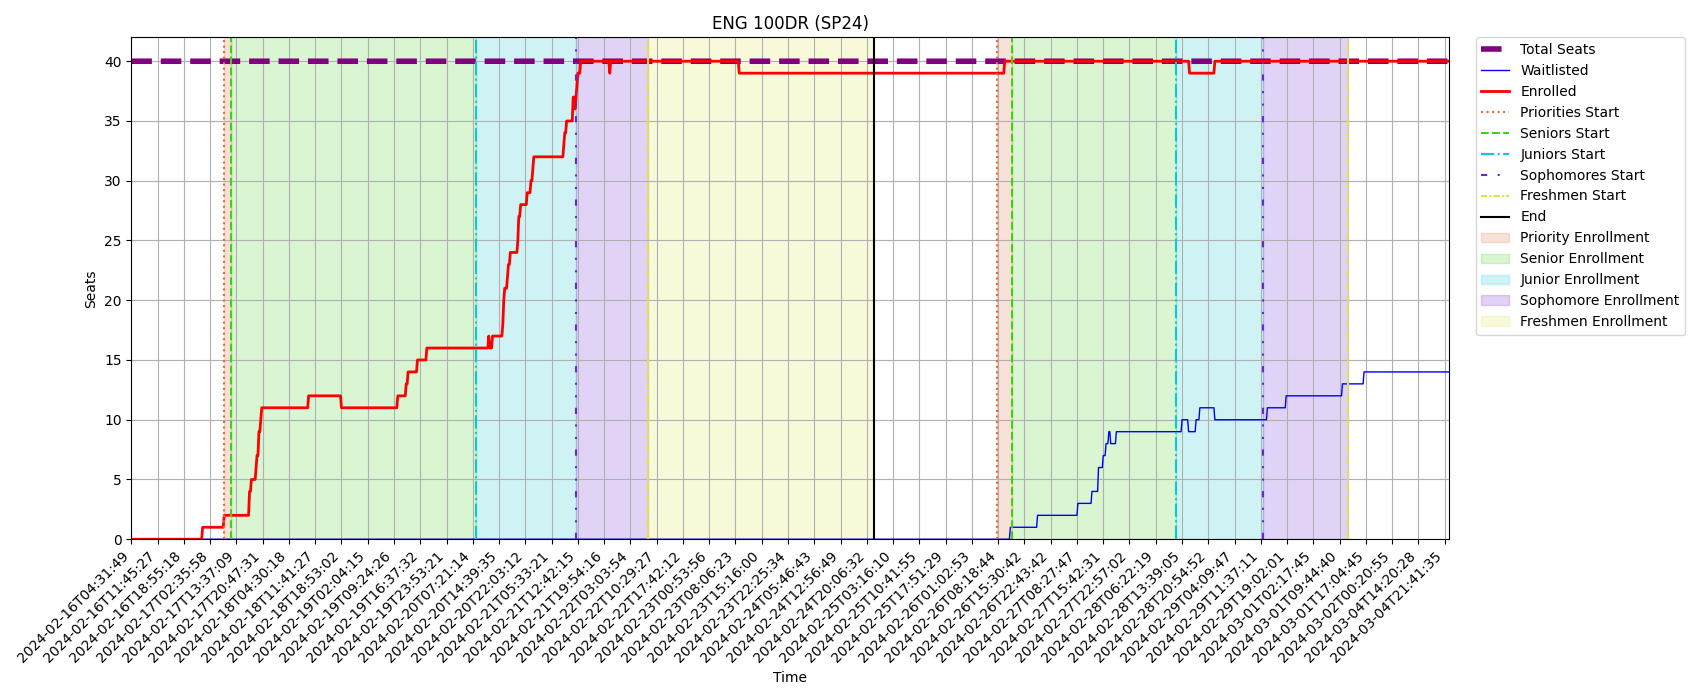 ENG 100DR (SP24)
Seats
40
35
30
25
20
15
10
5
0
2024-02-16T04:31:49
2024-02-16T11:45:27
2024-02-16T18:55:18
2024-02-17T02:35:58
2024-02-17T13:37:09
2024-02-17T20:47:31
2024-02-18T04:30:18
2024-02-18T11:41:27
2024-02-18T18:53:02
2024-02-19T02:04:15
2024-02-19T09:24:26
2024-02-19T16:37:32
2024-02-19T23:53:21
2024-02-20T07:21:14
2024-02-20T14:39:35
2024-02-20T22:03:12
2024-02-21T05:33:21
2024-02-21T12:42:15
2024-02-21T19:54:16
2024-02-22T03:03:54
2024-02-22T10:29:27
2024-02-22T17:42:12
2024-02-23T00:53:56
2024-02-23T08:06:23
2024-02-23T15:16:00
2024-02-23T22:25:34
2024-02-24T05:46:43
2024-02-24T12:56:49
2024-02-24T20:06:32
2024-02-25T03:16:10
2024-02-25T10:41:55
2024-02-25T17:51:29
2024-02-26T01:02:53
2024-02-26T08:18:44
2024-02-26T15:30:42
2024-02-26T22:43:42
2024-02-27T08:27:47
2024-02-27T15:42:31
2024-02-27T22:57:02
2024-02-28T06:22:19
2024-02-28T13:39:05
2024-02-28T20:54:52
2024-02-29T04:09:47
2024-02-29T11:37:11
2024-02-29T19:02:01
2024-03-01T02:17:45
2024-03-01T09:44:40
2024-03-01T17:04:45
2024-03-02T00:20:55
2024-03-04T14:20:28
2024-03-04T21:41:35
Time
Total Seats
Waitlisted
Enrolled
Priorities Start
Seniors Start
Juniors Start
Sophomores Start
Freshmen Start
End
Priority Enrollment
Senior Enrollment
Junior Enrollment
Sophomore Enrollment
Freshmen Enrollment